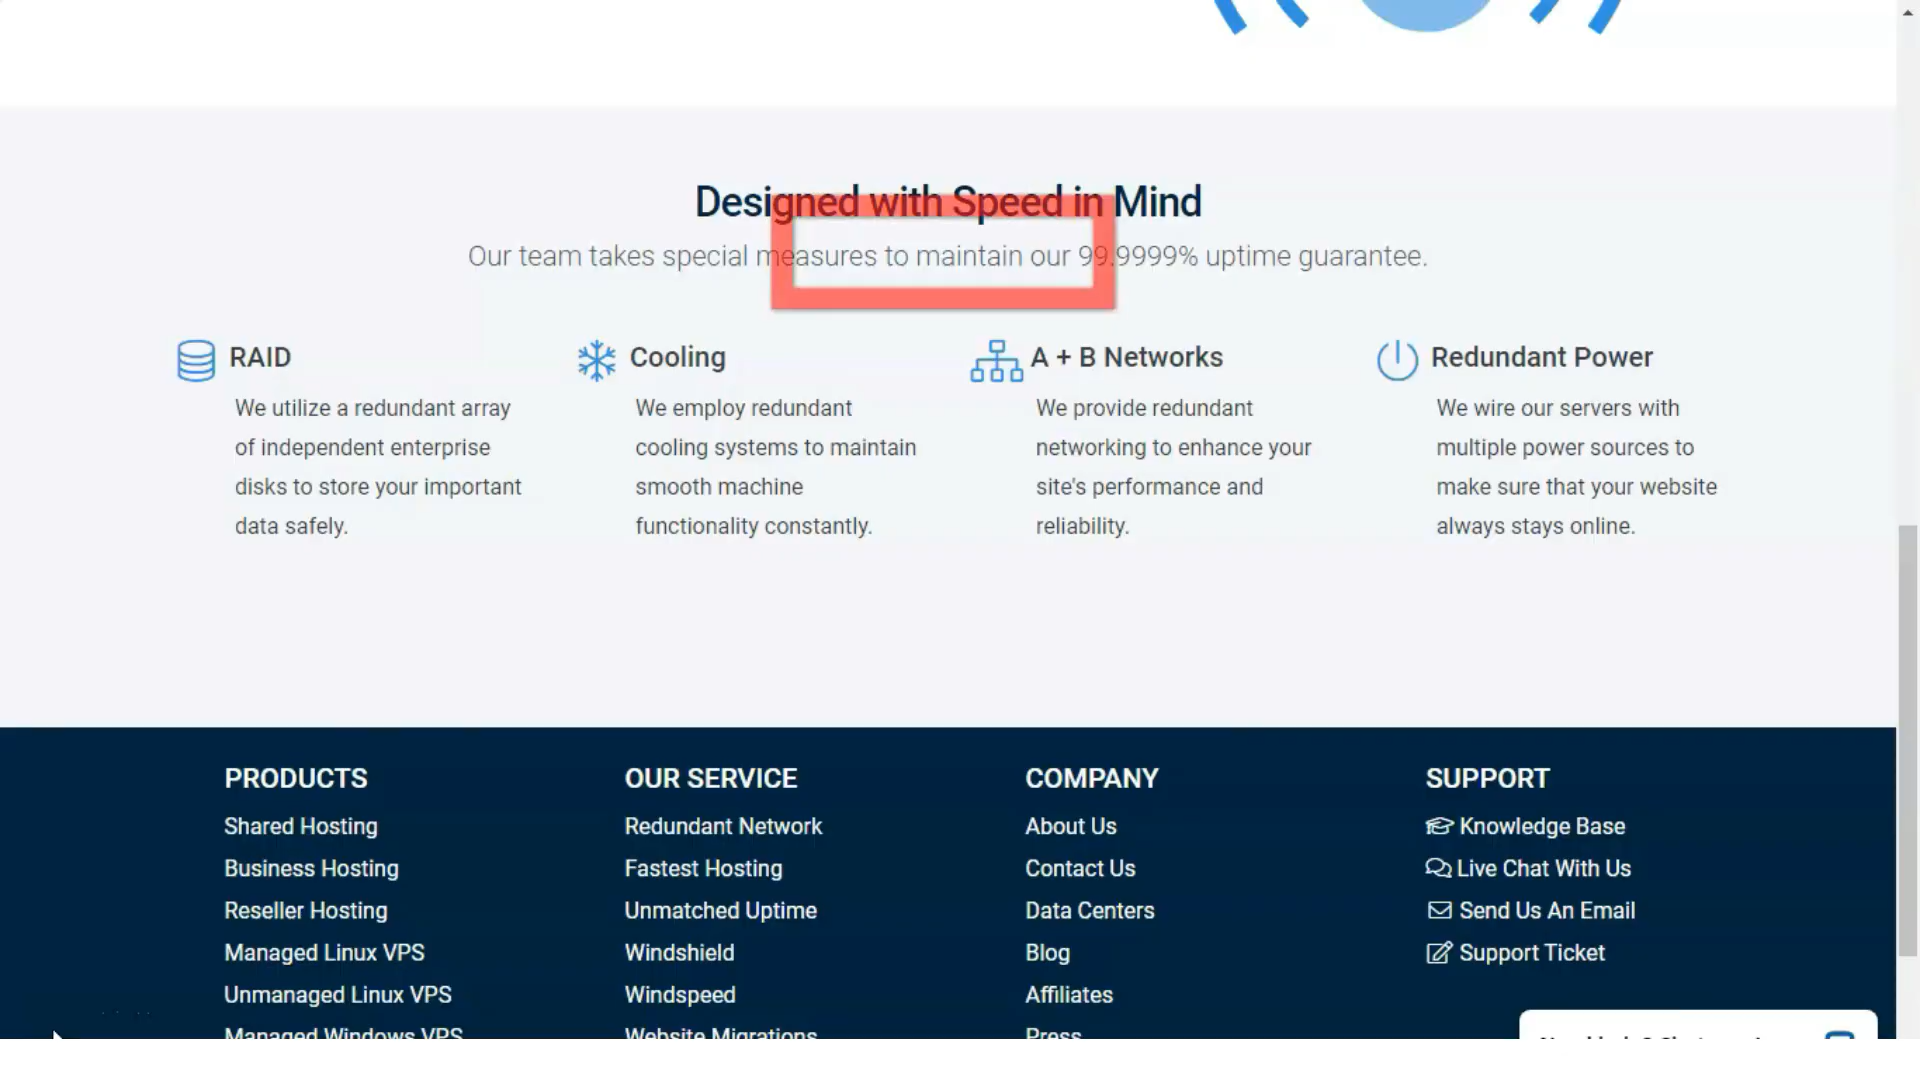 Designed with Speed in Mind
Our team takes special measures to maintain our 99.9999% uptime guarantee.
RAID
We utilize a redundant array
of independent enterprise
disks to store your important
data safely.
Cooling
We employ redundant
cooling systems to maintain
smooth machine
functionality constantly.
A + B Networks
We provide redundant
networking to enhance your
site's performance and
reliability.
Redundant Power
We wire our servers with
multiple power sources to
make sure that your website
always stays online.
PRODUCTS
Shared Hosting
Business Hosting
Reseller Hosting
Managed Linux VPS
Unmanaged Linux VPS
Managed Windows VPS
OUR SERVICE
Redundant Network
Fastest Hosting
Unmatched Uptime
Windshield
Windspeed
Website Migrations
COMPANY
About Us
Contact Us
Data Centers
Blog
Affiliates
Press
SUPPORT
Knowledge Base
Live Chat With Us
Send Us An Email
Support Ticket